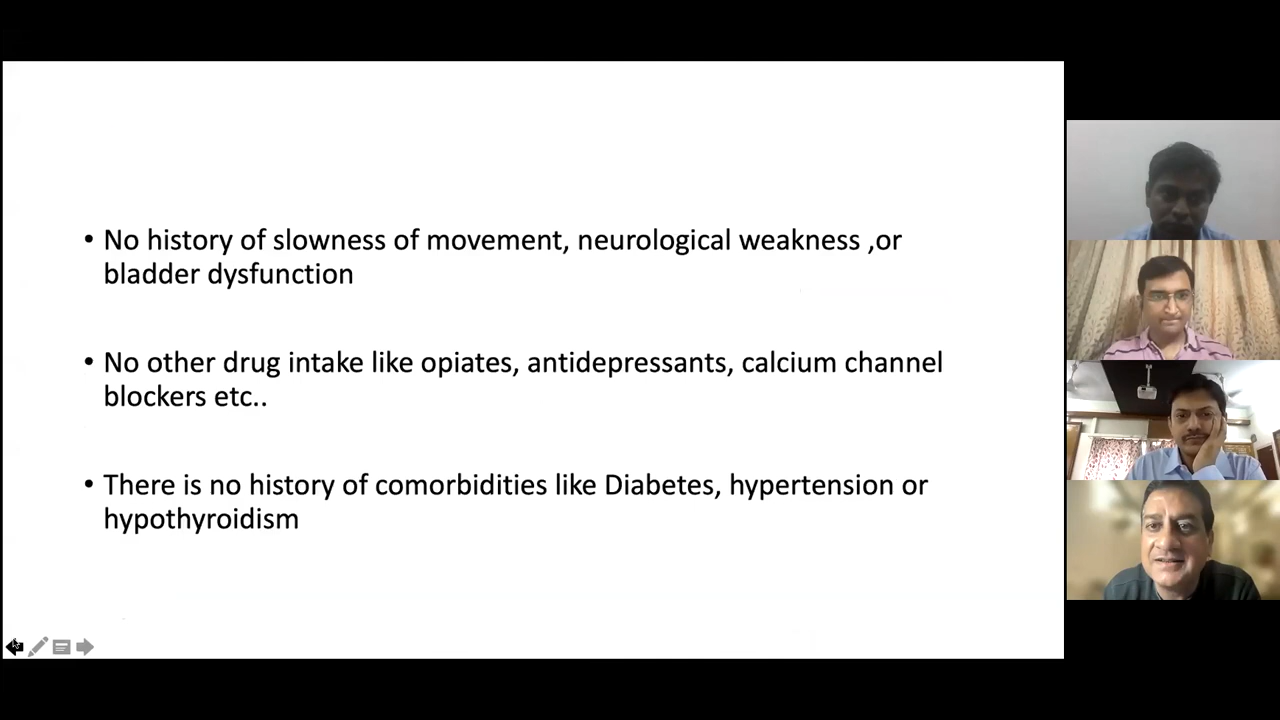 • No history of slowness of movement, neurological weakness ,or
bladder dysfunction
• No other drug intake like opiates, antidepressants, calcium channel
blockers etc..
• There is no history of comorbidities like Diabetes, hypertension or
hypothyroidism